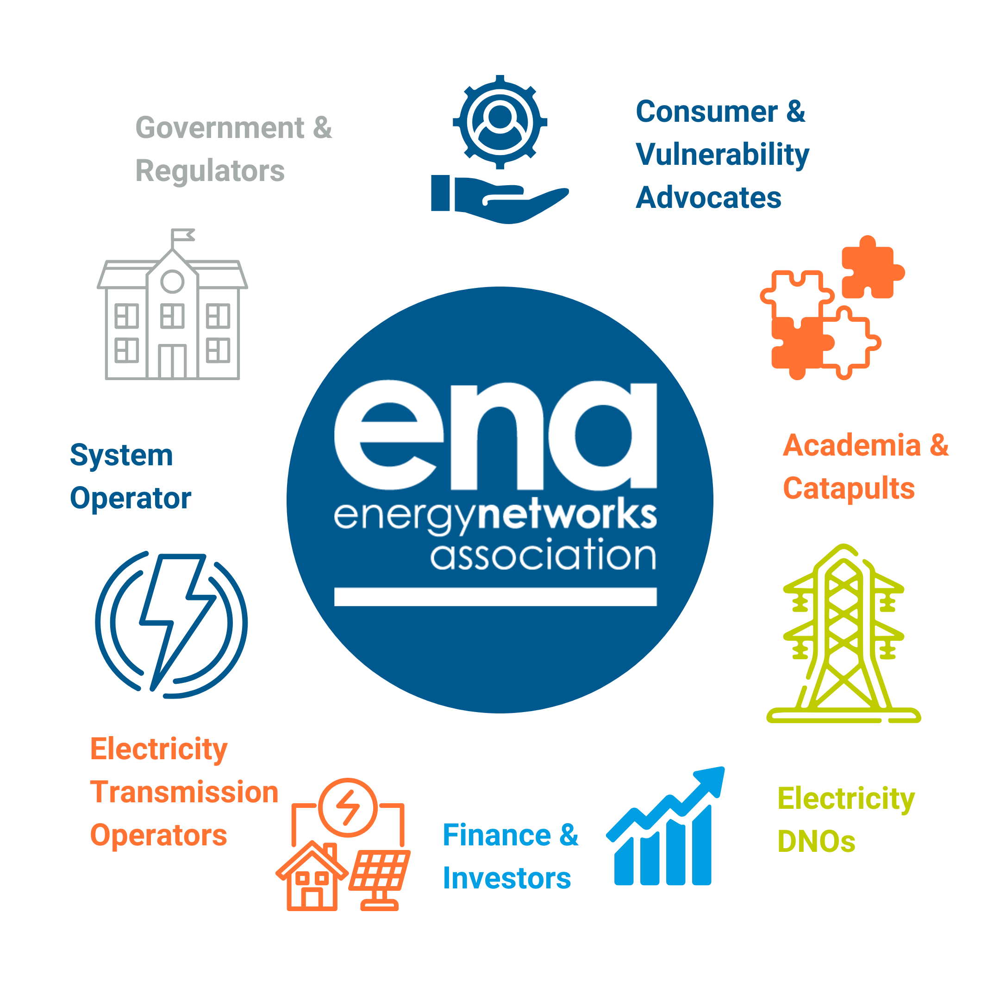 Government &
Regulators
Consumer &
Vulnerability
Advocates
System
Operator
ena
energynetworks
association
Academia &
Catapults
Electricity
Transmission
Operators
Finance &
Investors
Electricity
DNOs